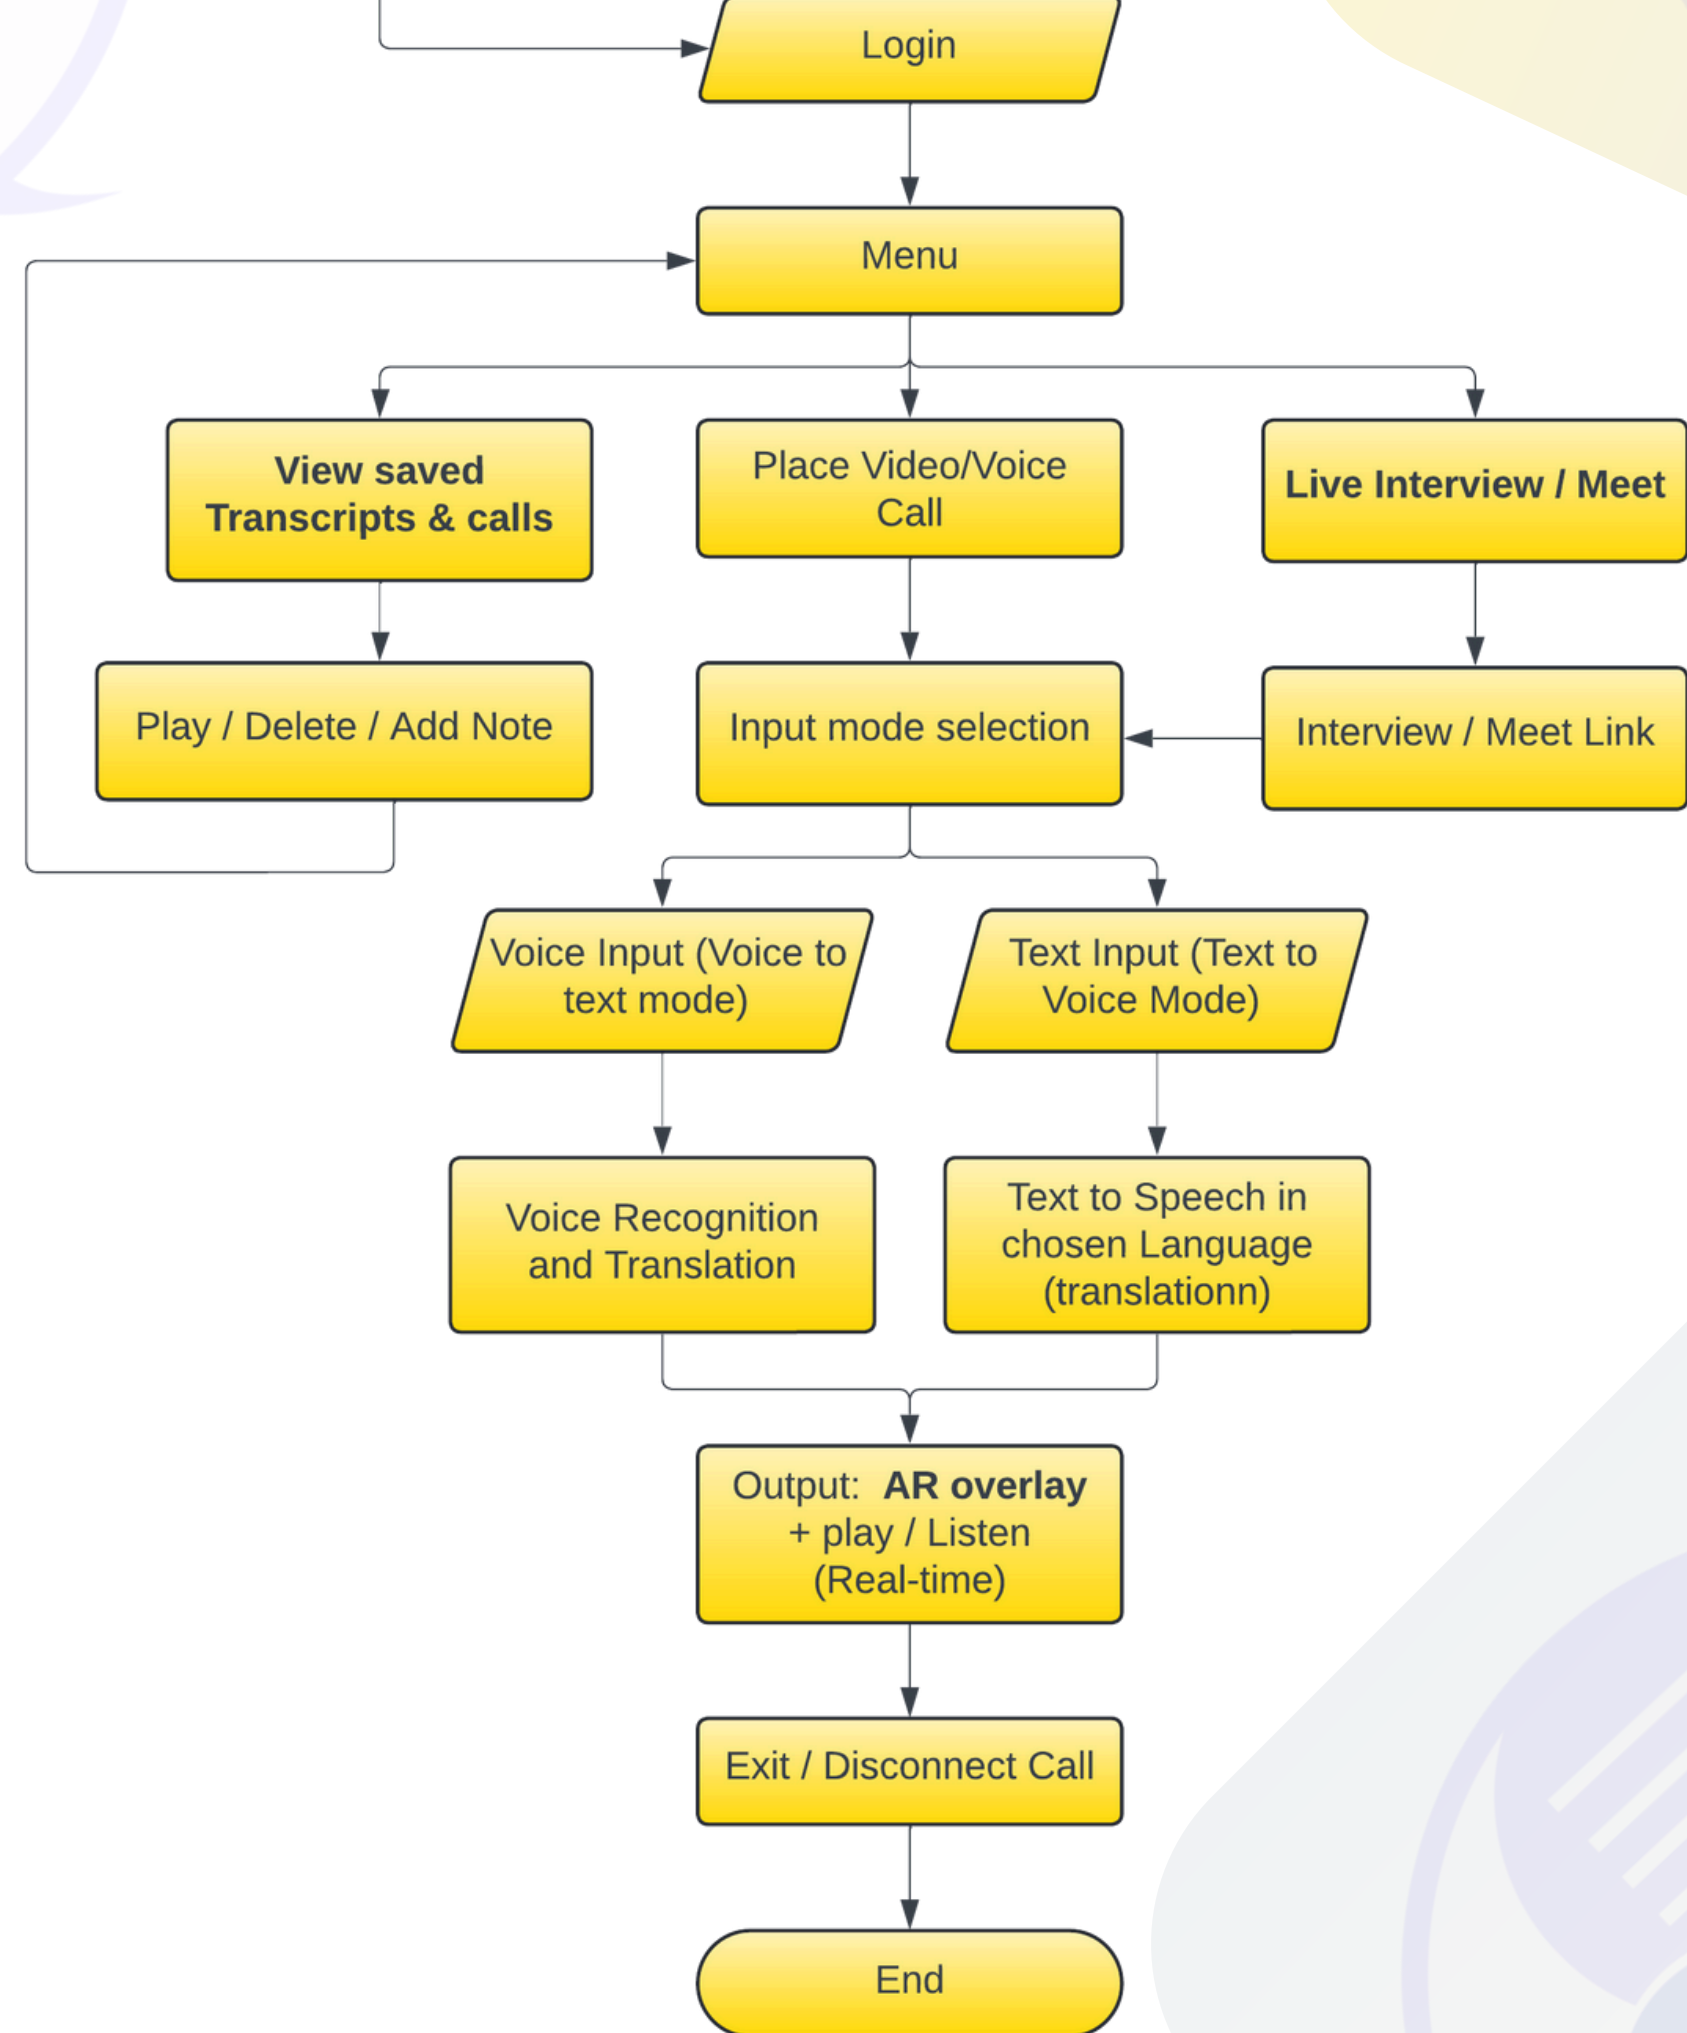 Login
Menu
View saved
Transcripts & calls
Place Video/Voice
Call
Live Interview / Meet
Play / Delete / Add Note
Input mode selection
Interview / Meet Link
Voice Input (Voice to
text mode)
Text Input (Text to
Voice Mode)
Voice Recognition
and Translation
Text to Speech in
chosen Language
(translationn)
Output:  AR overlay
+ play / Listen
(Real-time)
Exit / Disconnect Call
End